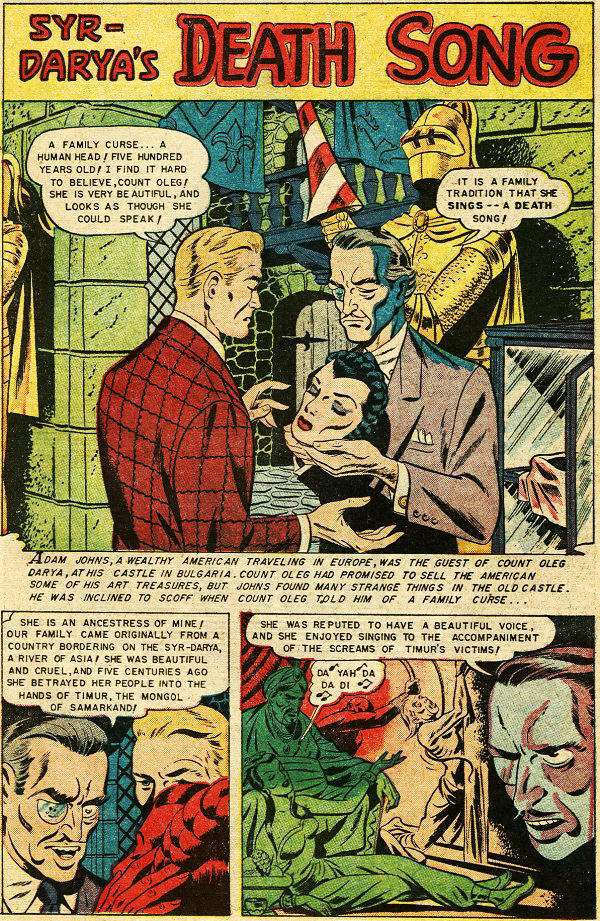 SYR-
DARYA'S DEATH SONG
A FAMILY CURSE... A
HUMAN HEAD! FIVE HUNDRED
YEARS OLD! I FIND IT HARD
TO BELIEVE, COUNT OLEG!
SHE IS VERY BEAUTIFUL, AND
LOOKS AS THOUGH SHE
COULD SPEAK!
IT IS A FAMILY
TRADITION THAT SHE
SINGS -- A DEATH
SONG!
ADAM JOHNS, A WEALTHY AMERICAN TRAVELING IN EUROPE, WAS THE GUEST OF COUNT OLEG
DARYA, AT HIS CASTLE IN BULGARIA. COUNT OLEG HAD PROMISED TO SELL THE AMERICAN
SOME OF HIS ART TREASURES, BUT JOHNS FOUND MANY STRANGE THINGS IN THE OLD CASTLE.
HE WAS INCLINED TO SCOFF WHEN COUNT OLEG TOLD HIM OF A FAMILY CURSE...
SHE IS AN ANCESTRESS OF MINE!
OUR FAMILY CAME ORIGINALLY FROM A
COUNTRY BORDERING ON THE SYR-DARYA,
A RIVER OF ASIA! SHE WAS BEAUTIFUL
AND CRUEL, AND FIVE CENTURIES AGO
SHE BETRAYED HER PEOPLE INTO THE
HANDS OF TIMUR, THE MONGOL
OF SAMARKAND!
SHE WAS REPUTED TO HAVE A BEAUTIFUL VOICE,
AND SHE ENJOYED SINGING TO THE ACCOMPANIMENT
OF THE SCREAMS OF TIMUR'S VICTIMS!
DA YAH DA
DA DI